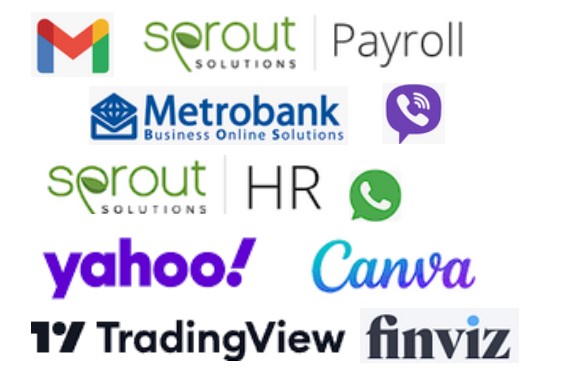 sprout SOLUTIONS Payroll
Metrobank
Business Online Solutions
sprout SOLUTIONS HR
yahoo!
Canva
TradingView
finviz